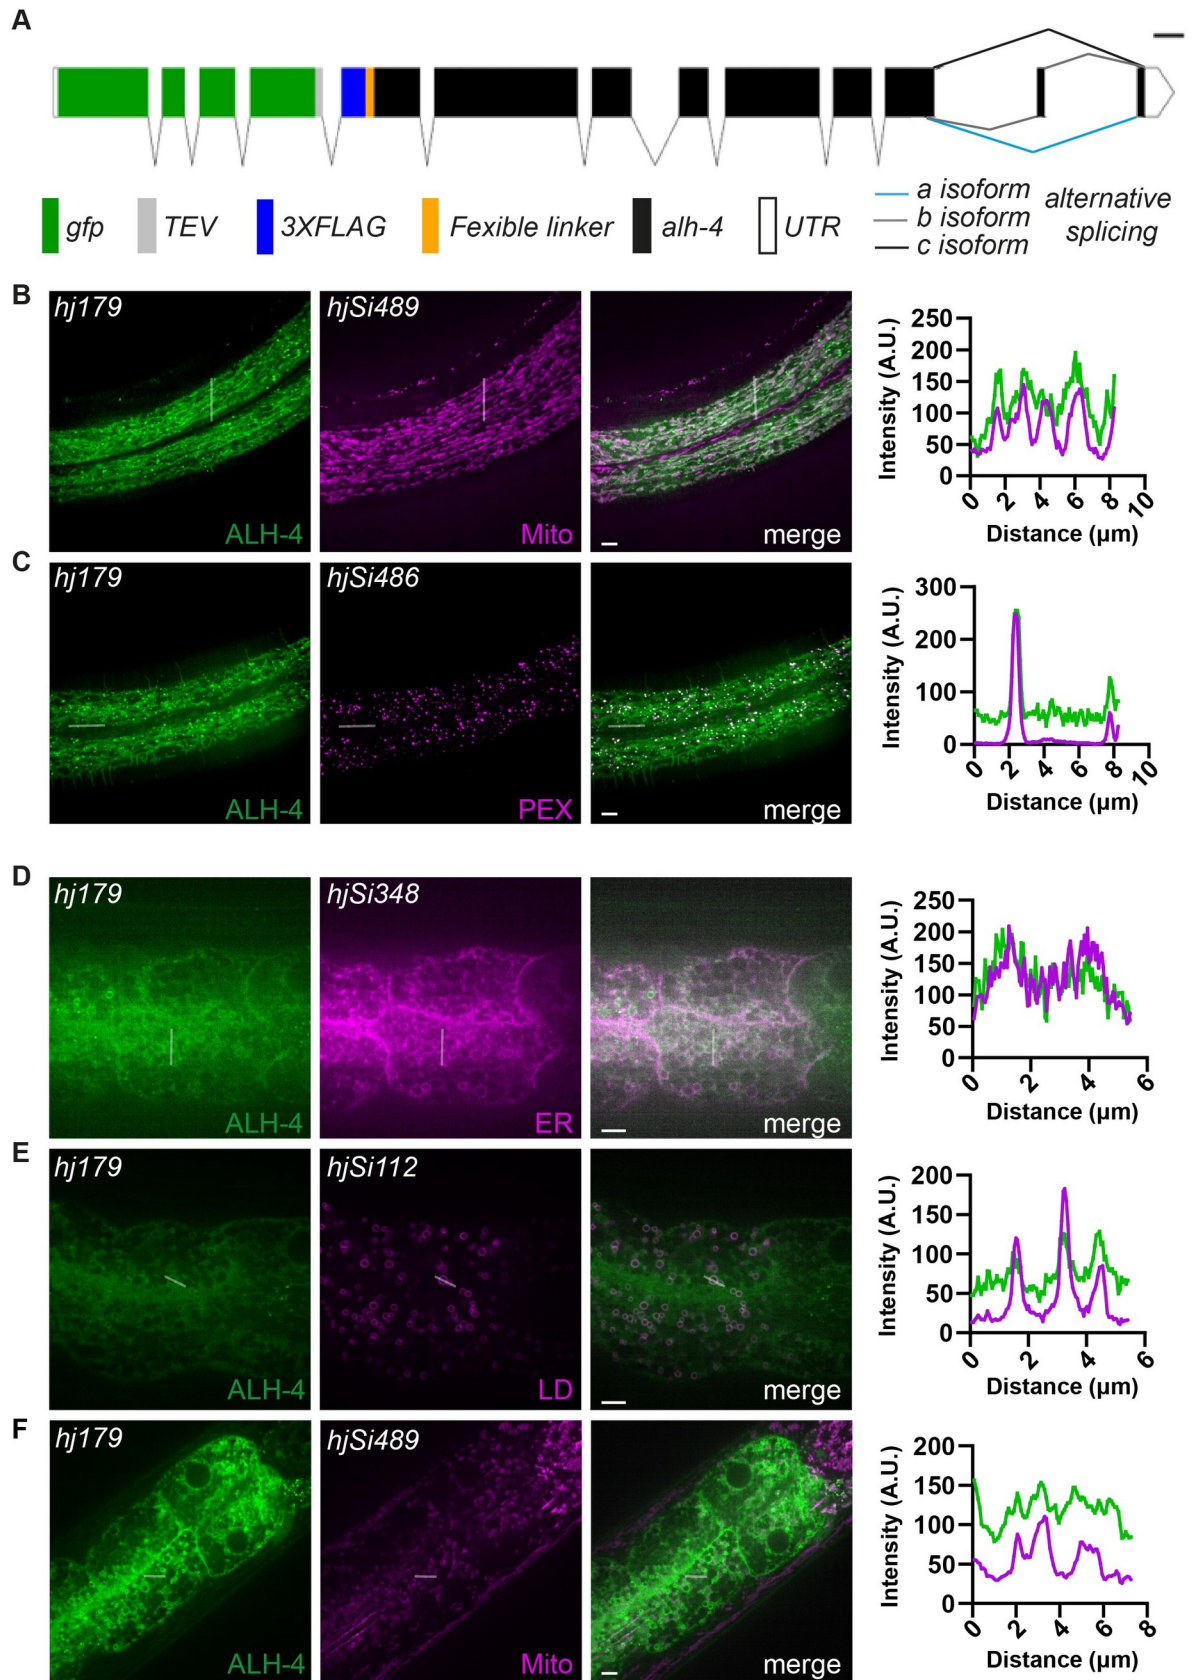 A
gfp
TEV
3XFLAG
Fexible linker
alh-4
UTR
a isoform
b isoform
c isoform
alternative
splicing
B
hj179
hjSi489
ALH-4
Mito
merge
Intensity (A.U.)
250
200
150
100
50
0
0 2 4 6 8 10
Distance (µm)
C
hj179
hjSi486
ALH-4
PEX
merge
Intensity (A.U.)
300
200
100
0
0 2 4 6 8 10
Distance (µm)
D
hj179
hjSi348
ALH-4
ER
merge
Intensity (A.U.)
250
200
150
100
50
0
0 2 4 6
Distance (µm)
E
hj179
hjSi112
ALH-4
LD
merge
Intensity (A.U.)
200
150
100
50
0
0 2 4 6
Distance (µm)
F
hj179
hjSi489
ALH-4
Mito
merge
Intensity (A.U.)
200
150
100
50
0
0 2 4 6 8
Distance (µm)